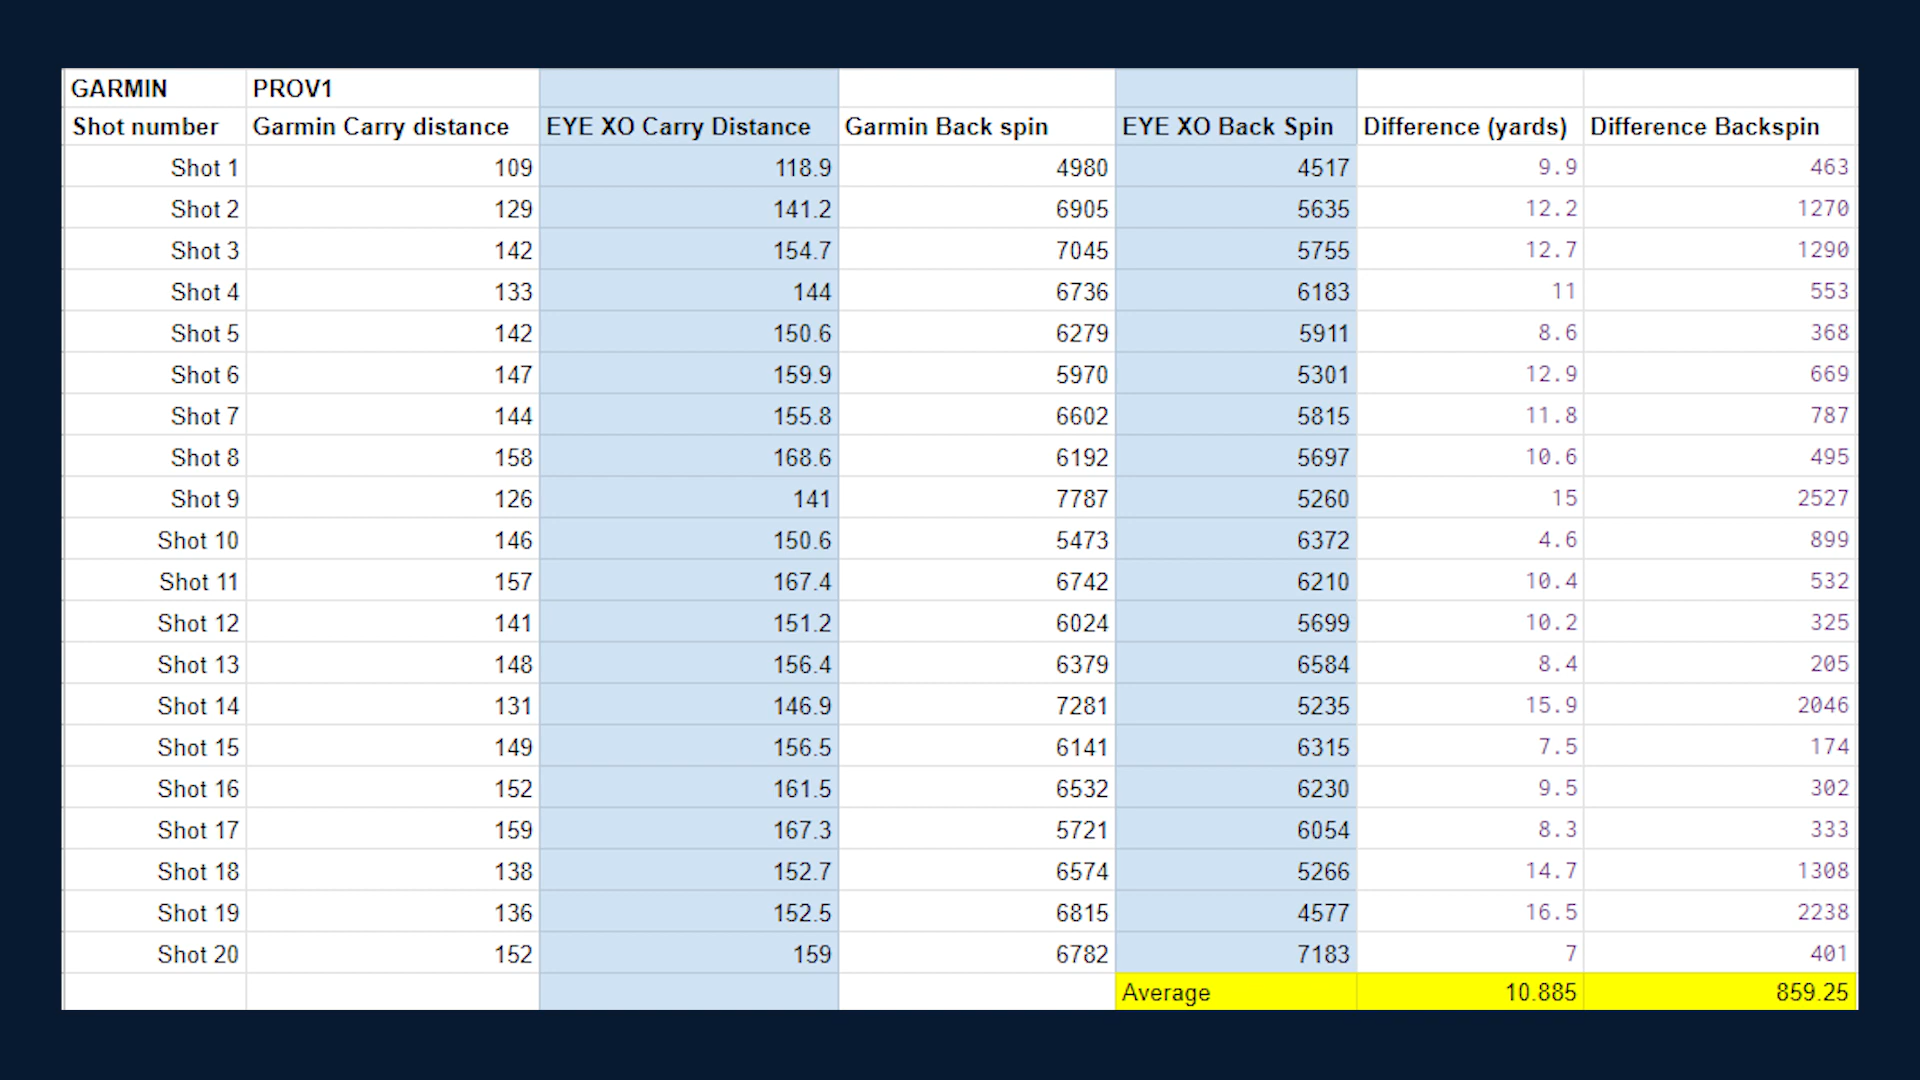 GARMIN PROV1
Shot number Garmin Carry distance EYE XO Carry Distance Garmin Back spin EYE XO Back Spin Difference (yards) Difference Backspin
Shot 1 109 118.9 4980 4517 9.9 463
Shot 2 129 141.2 6905 5635 12.2 1270
Shot 3 142 154.7 7045 5755 12.7 1290
Shot 4 133 144 6736 6183 11 553
Shot 5 142 150.6 6279 5911 8.6 368
Shot 6 147 159.9 5970 5301 12.9 669
Shot 7 144 155.8 6602 5815 11.8 787
Shot 8 158 168.6 6192 5697 10.6 495
Shot 9 126 141 7787 5260 15 2527
Shot 10 146 150.6 5473 6372 4.6 899
Shot 11 157 167.4 6742 6210 10.4 532
Shot 12 141 151.2 6024 5699 10.2 325
Shot 13 148 156.4 6379 6584 8.4 205
Shot 14 131 146.9 7281 5235 15.9 2046
Shot 15 149 156.5 6141 6315 7.5 174
Shot 16 152 161.5 6532 6230 9.5 302
Shot 17 159 167.3 5721 6054 8.3 333
Shot 18 138 152.7 6574 5266 14.7 1308
Shot 19 136 152.5 6815 4577 16.5 2238
Shot 20 152 159 6782 7183 7 401
Average 10.885 859.25